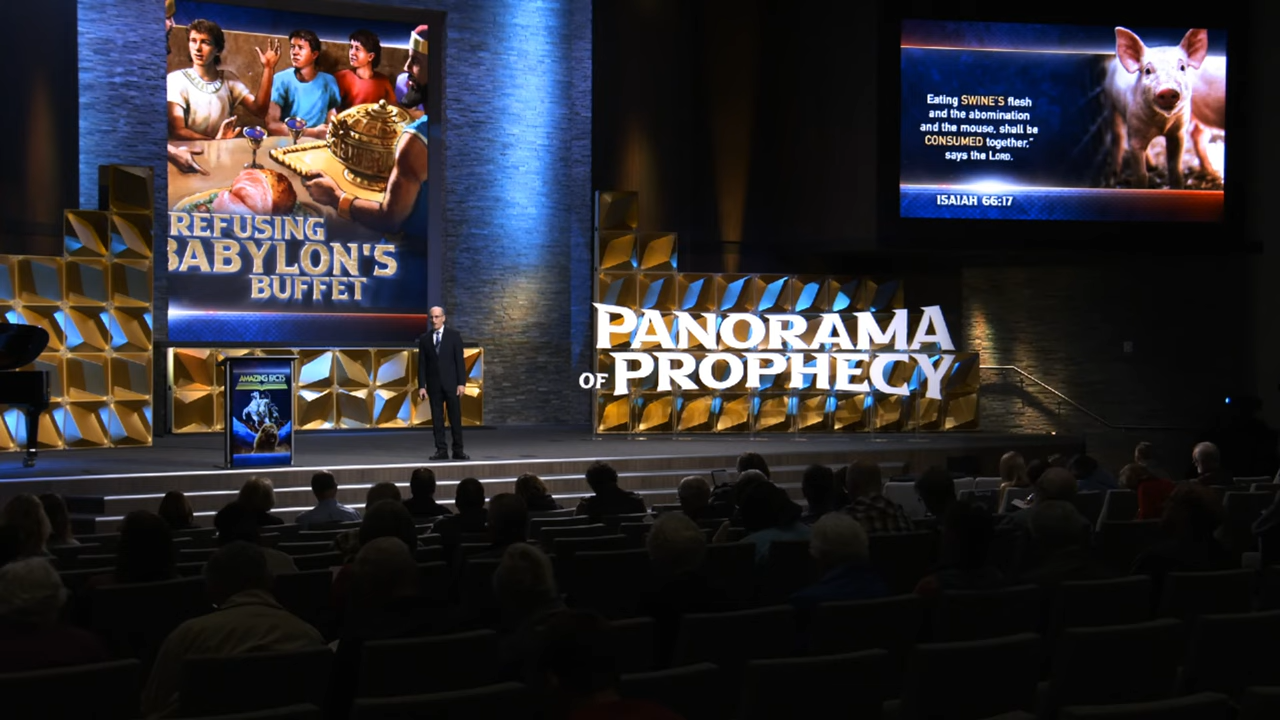 REFUSING
BABYLON'S
BUFFET
Eating SWINE'S flesh
and the abomination
and the mouse, shall be
CONSUMED together,"
says the LORD.
ISAIAH 66:17
PANORAMA
OF PROPHECY
AMAZING FACTS